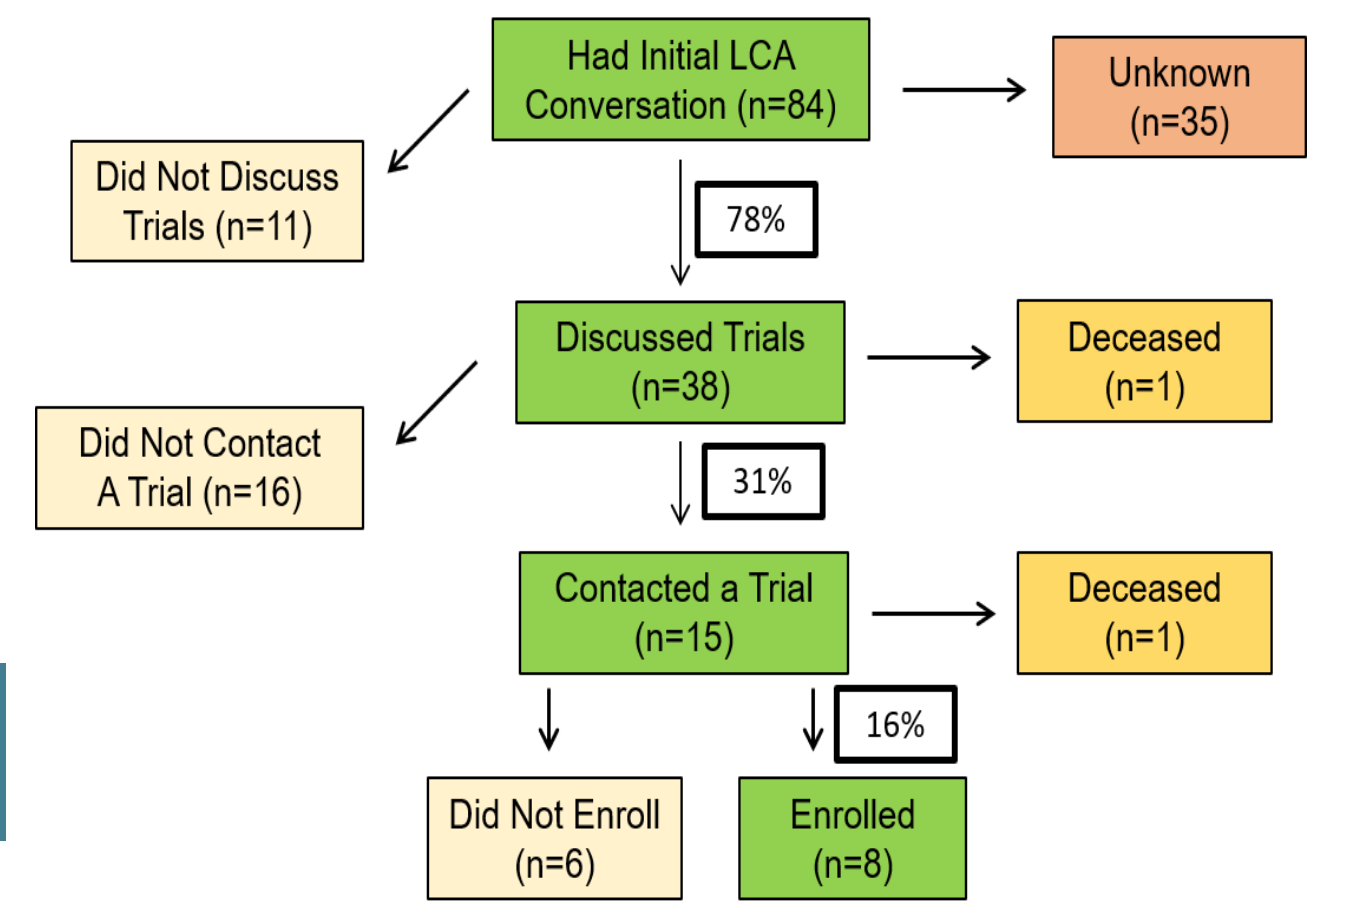 Had Initial LCA
Conversation (n=84)
Unknown
(n=35)
Did Not Discuss
Trials (n=11)
78%
Discussed Trials
(n=38)
Deceased
(n=1)
Did Not Contact
A Trial (n=16)
31%
Contacted a Trial
(n=15)
Deceased
(n=1)
16%
Did Not Enroll
(n=6)
Enrolled
(n=8)